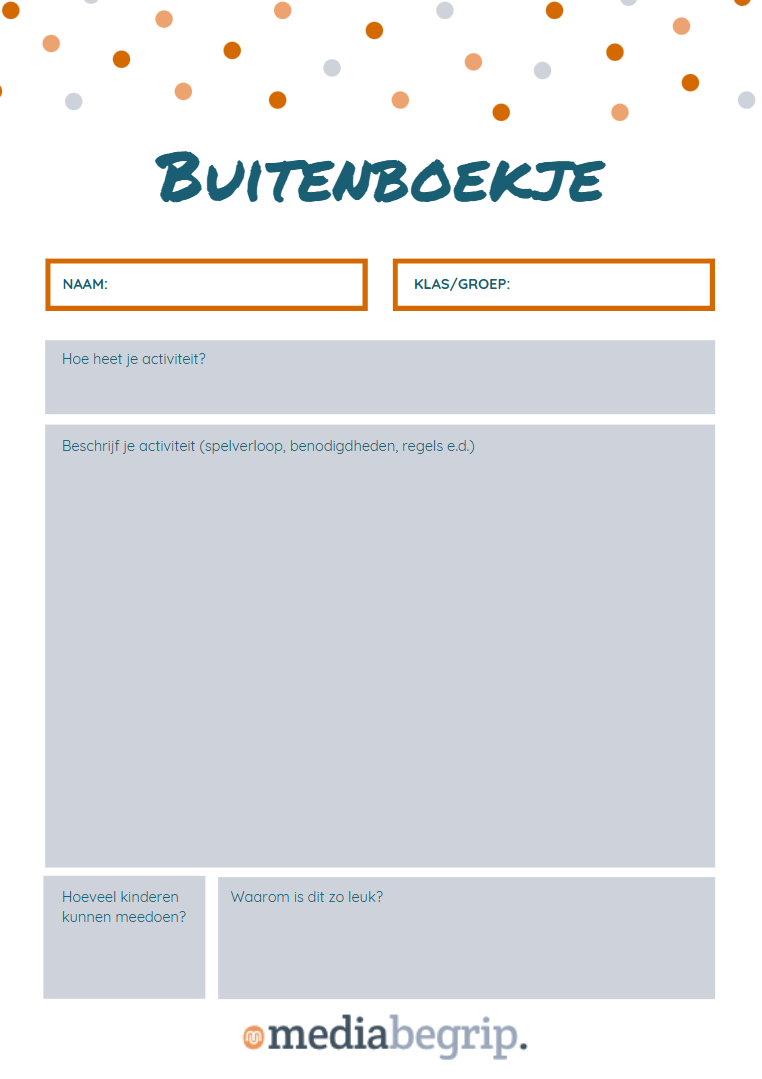 BUITENBOEKJE
NAAM:
KLAS/GROEP:
Hoe heet je activiteit?
Beschrijf je activiteit (spelverloop, benodigdheden, regels e.d.)
Hoeveel kinderen
kunnen meedoen?
Waarom is dit zo leuk?
mediabegrip.